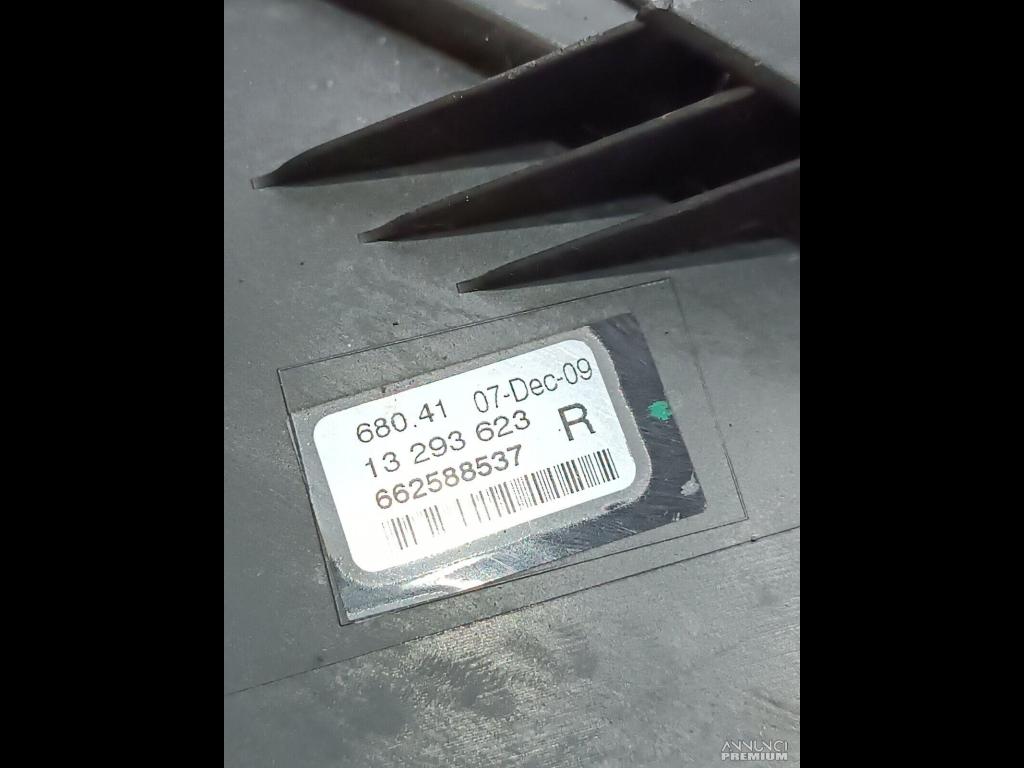 680.41 07-Dec-09
13 293 623 R
662588537
ANNUNCI
PREMIUM